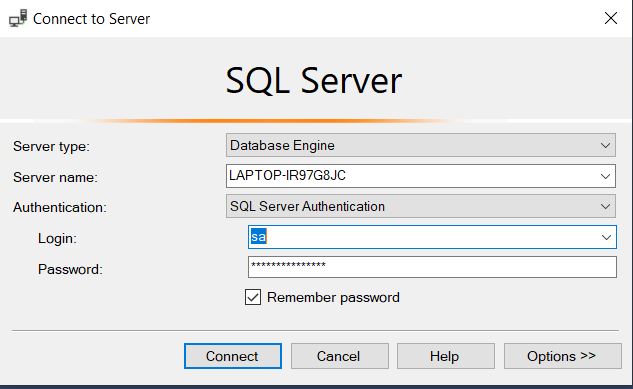 Connect to Server
SQL Server
Server type: Database Engine
Server name: LAPTOP-IR97G8JC
Authentication: SQL Server Authentication
Login: sa
Password: ***************
Remember password
Connect Cancel Help Options >>